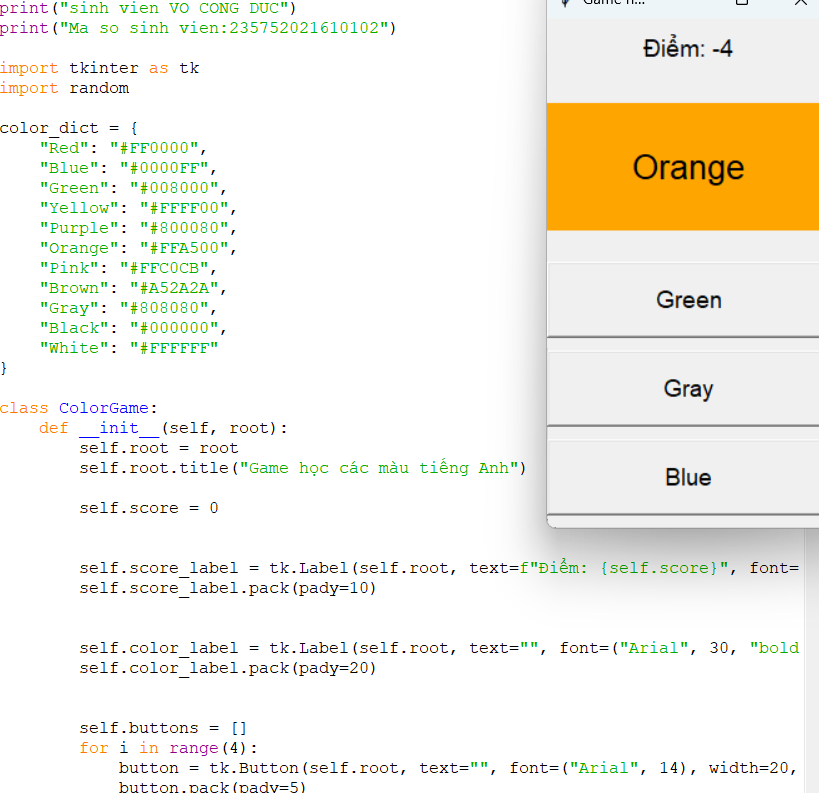 print("sinh vien VO CONG DUC")
print("Ma so sinh vien:235752021610102")
import tkinter as tk
import random
color_dict = {
"Red": "#FF0000",
"Blue": "#0000FF",
"Green": "#008000",
"Yellow": "#FFFF00",
"Purple": "#800080",
"Orange": "#FFA500",
"Pink": "#FFC0CB",
"Brown": "#A52A2A",
"Gray": "#808080",
"Black": "#000000",
"White": "#FFFFFF"
}
class ColorGame:
def __init__(self, root):
self.root = root
self.root.title("Game học các màu tiếng Anh")
self.score = 0
self.score_label = tk.Label(self.root, text=f"Điểm: {self.score}", font=
self.score_label.pack(pady=10)
self.color_label = tk.Label(self.root, text="", font=("Arial", 30, "bold
self.color_label.pack(pady=20)
self.buttons = []
for i in range(4):
button = tk.Button(self.root, text="", font=("Arial", 14), width=20,
button.pack(pady=5)
Game h...
Điểm: -4
Orange
Green
Gray
Blue